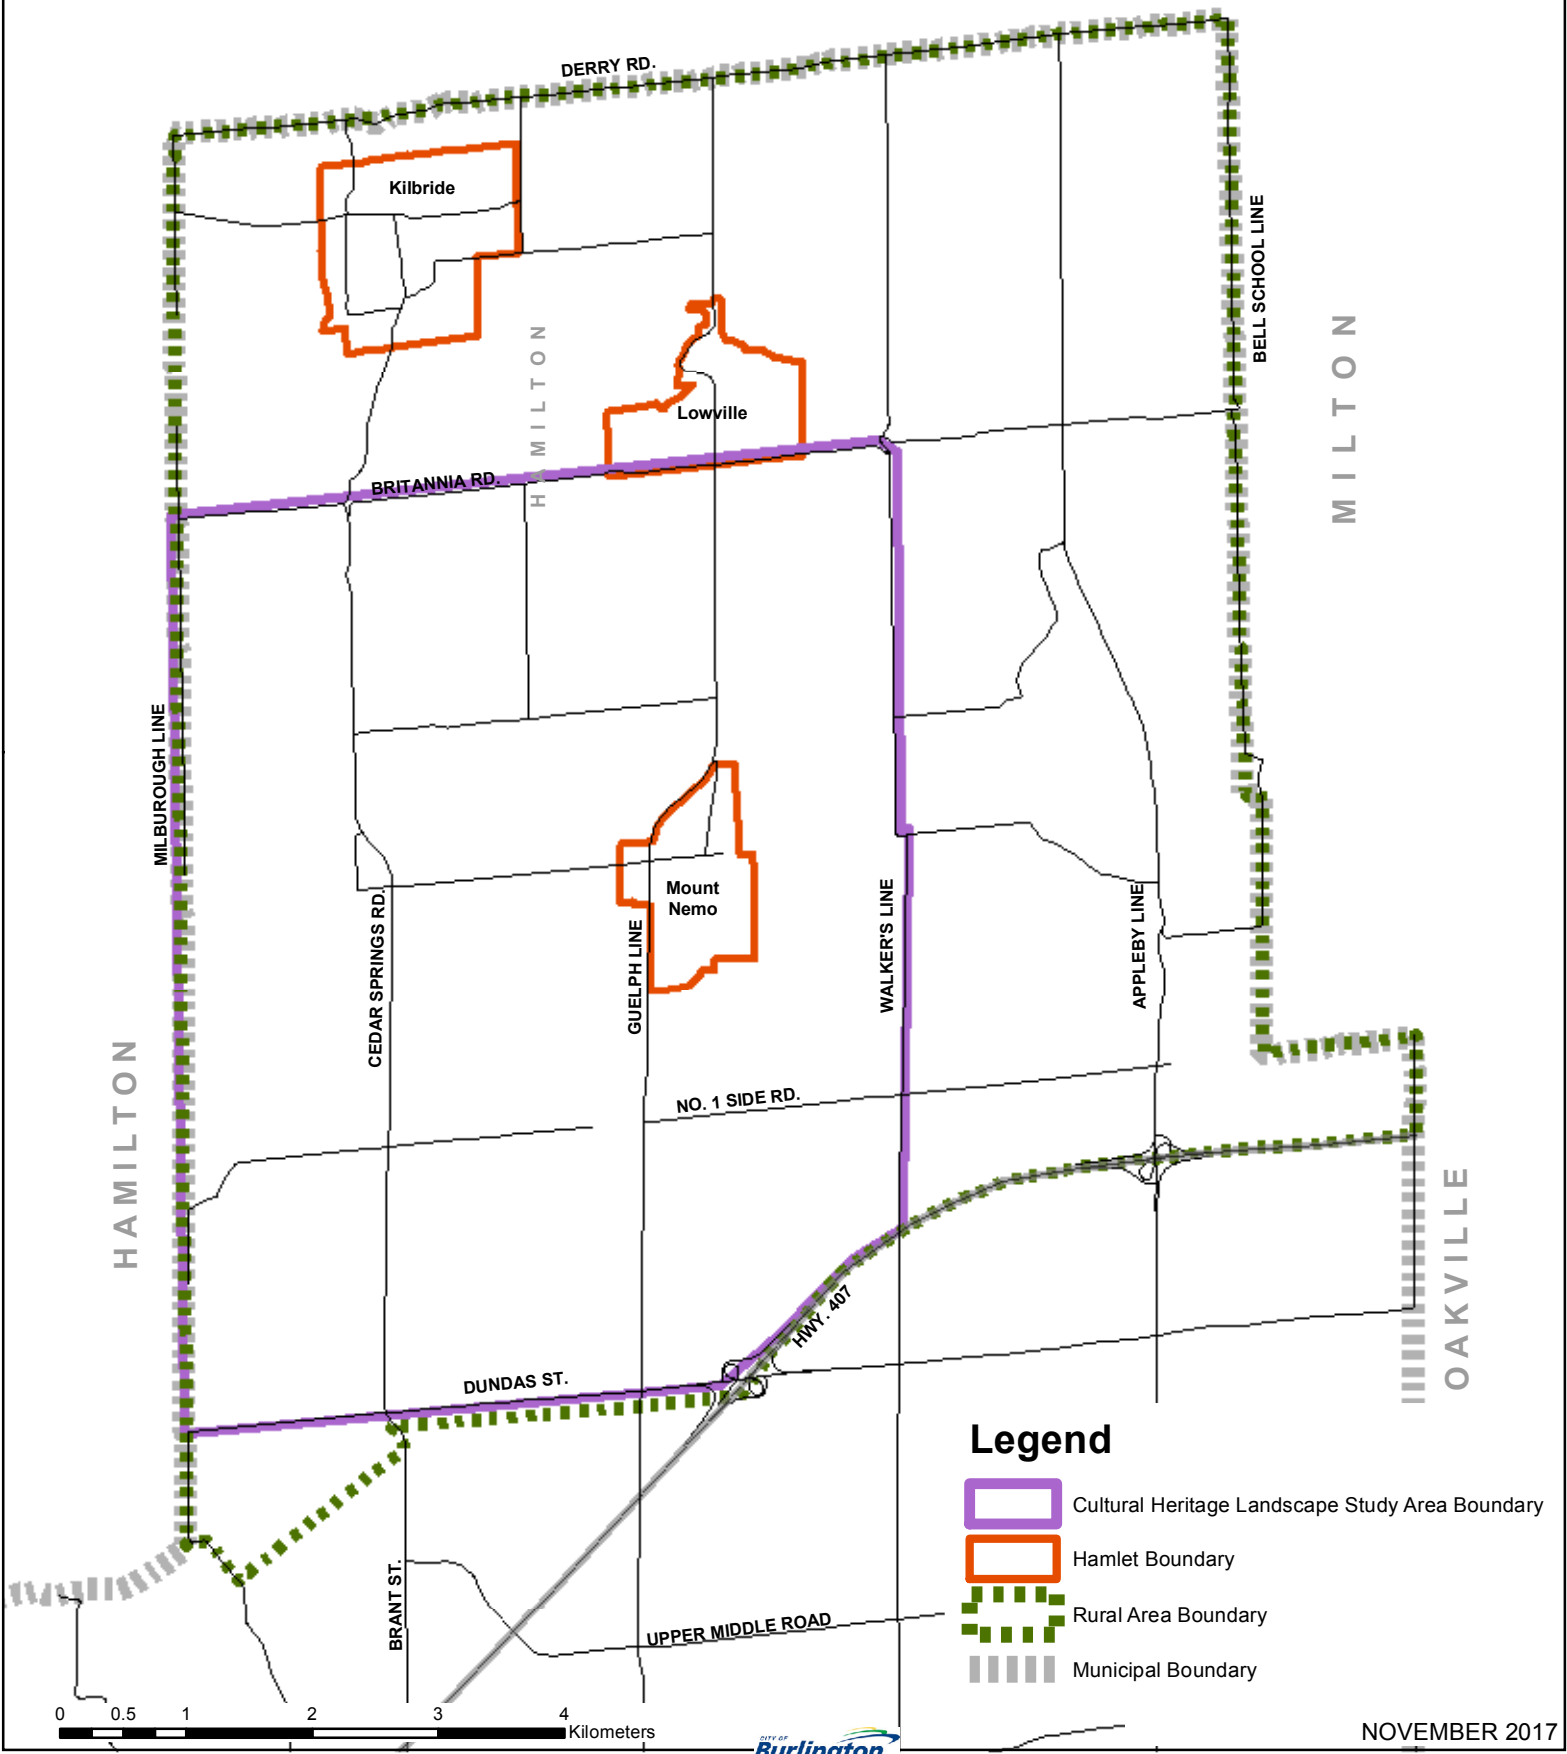 DERRY RD.
Kilbride
BELL SCHOOL LINE
HAMILTON
MILTON
Lowville
BRITANNIA RD.
MILBUROUGH LINE
Mount
Nemo
CEDAR SPRINGS RD.
GUELPH LINE
WALKER'S LINE
APPLEBY LINE
HAMILTON
NO. 1 SIDE RD.
OAKVILLE
HWY. 407
DUNDAS ST.
Legend
Cultural Heritage Landscape Study Area Boundary
Hamlet Boundary
Rural Area Boundary
Municipal Boundary
BRANT ST.
UPPER MIDDLE ROAD
0 0.5 1 2 3 4
Kilometers
CITY OF
Burlington
NOVEMBER 2017